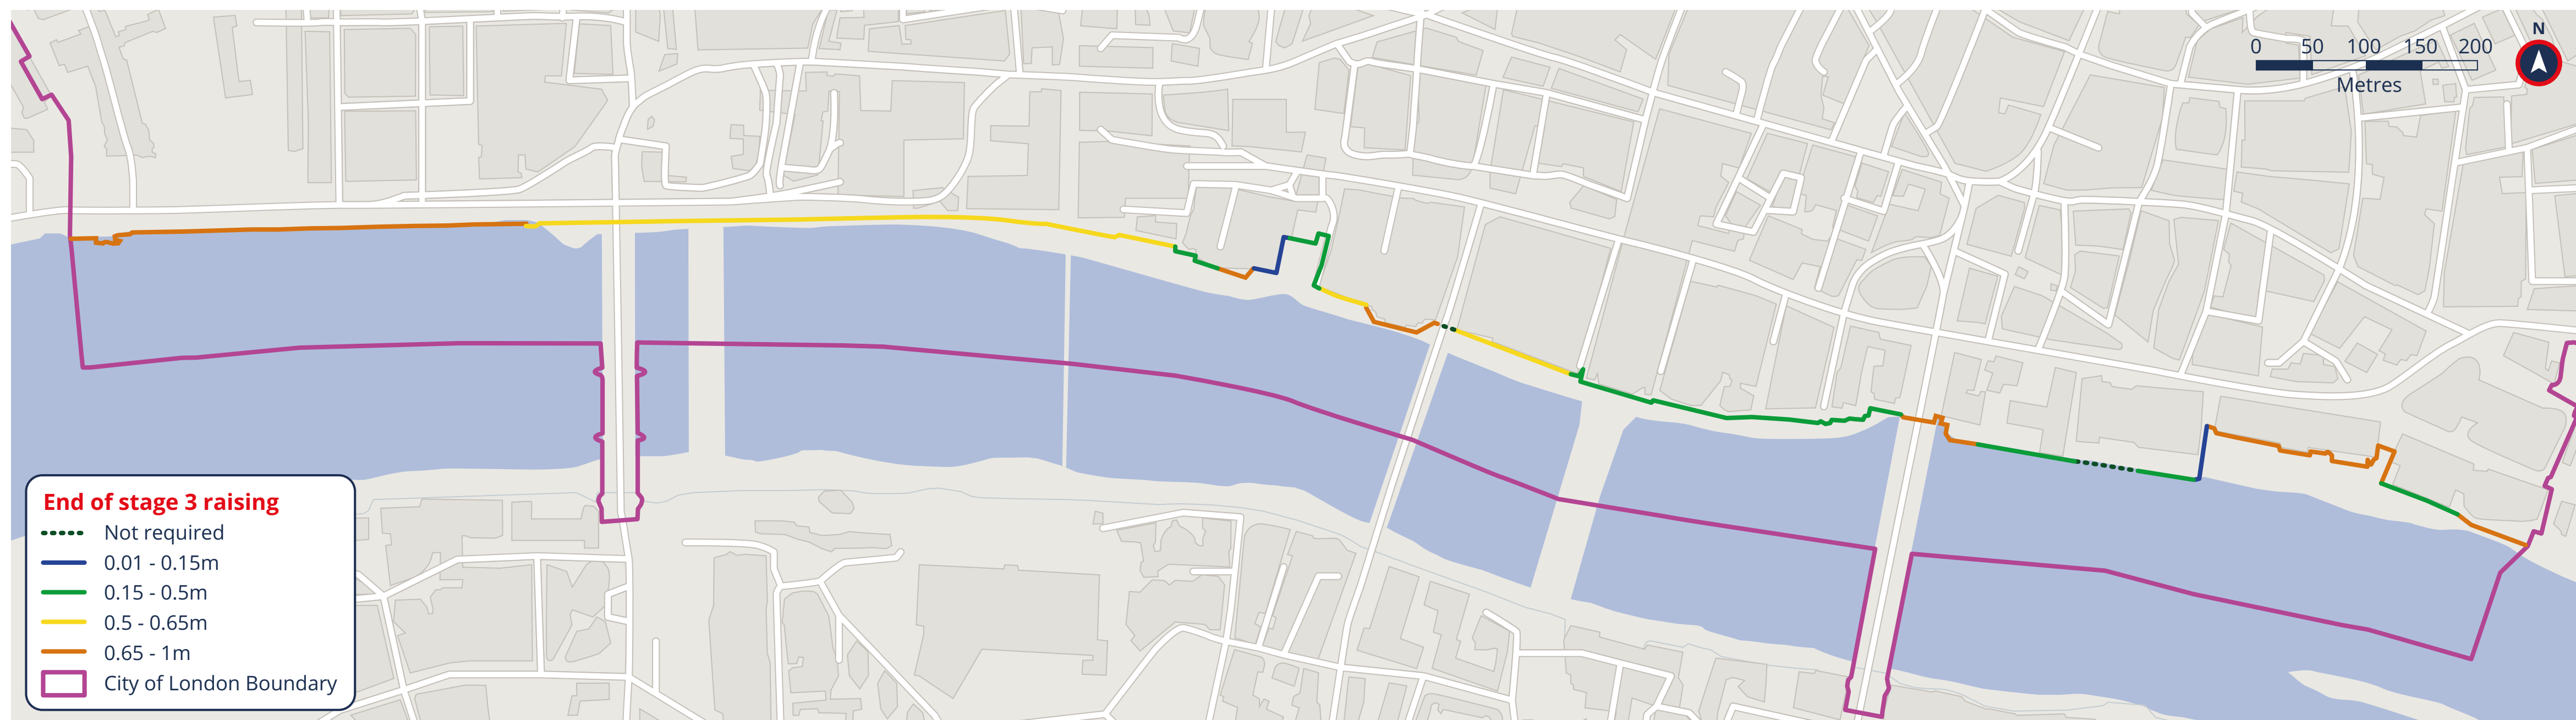 N
0 50 100 150 200
Metres
End of stage 3 raising
Not required
0.01 - 0.15m
0.15 - 0.5m
0.5 - 0.65m
0.65 - 1m
City of London Boundary